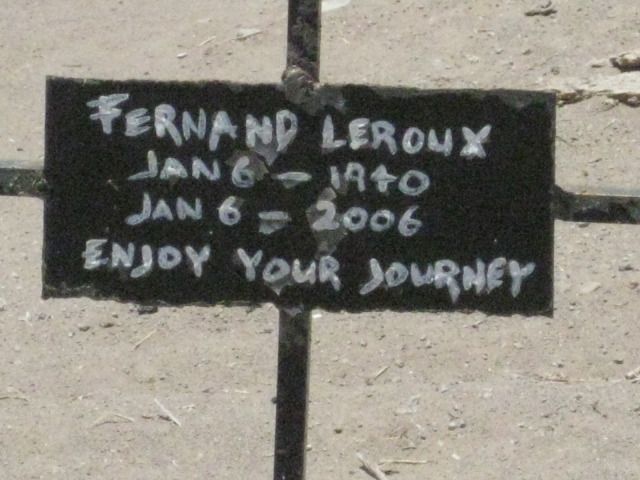 FERNAND LEROUX
JAN 6 - 1940
JAN 6 - 2006
ENJOY YOUR JOURNEY